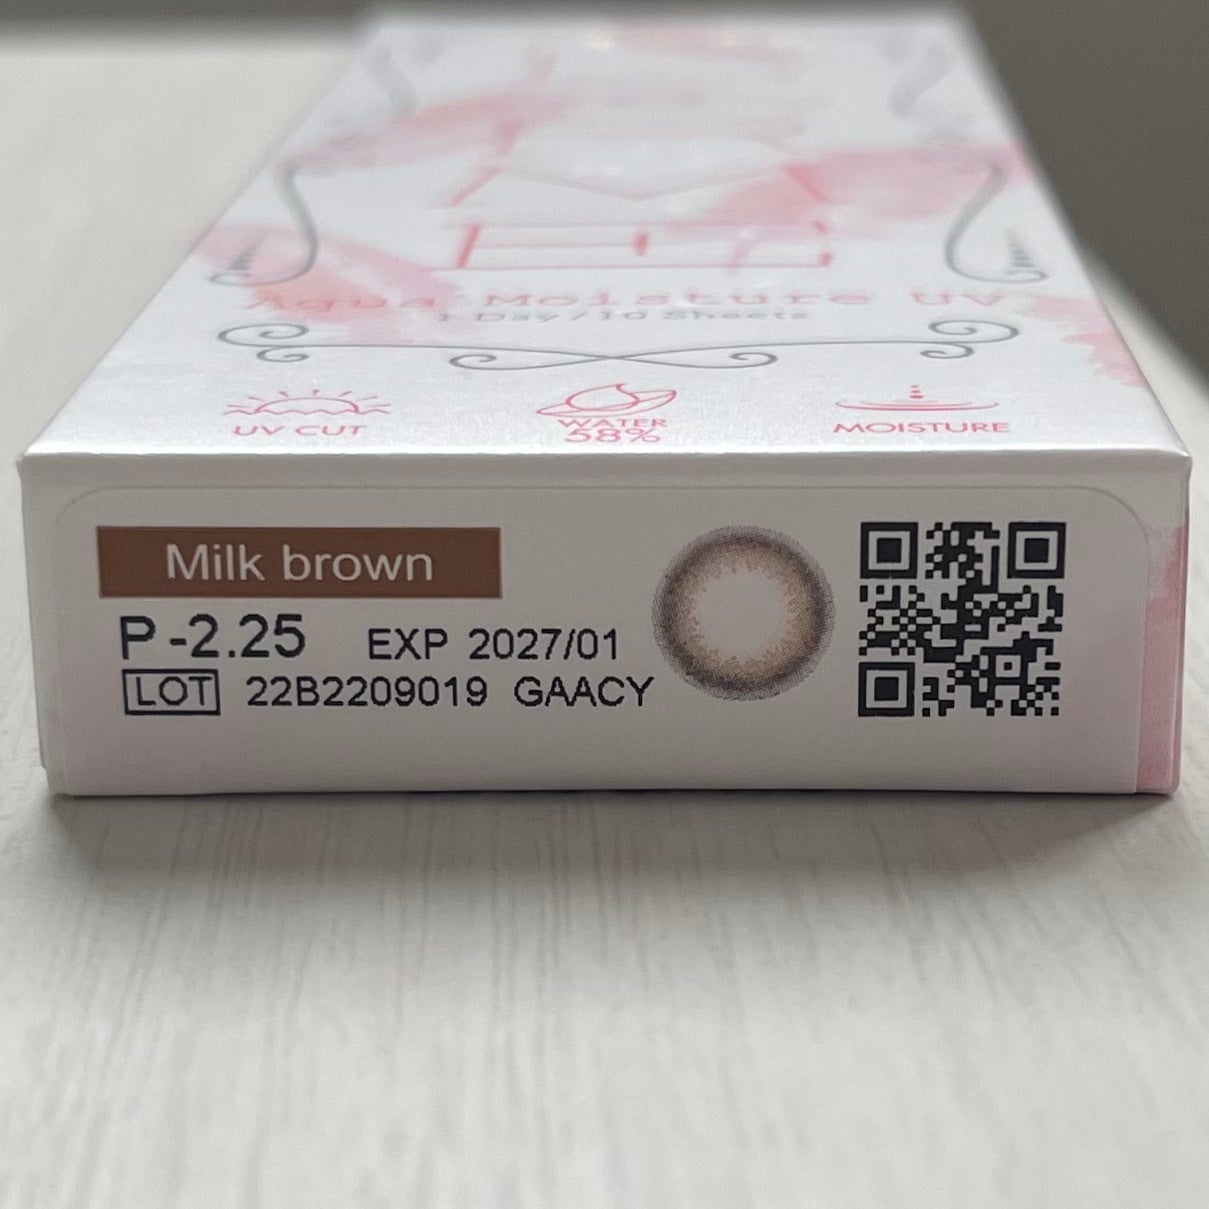 Aqua Moisture UV
1 Day / 10 Sheets
UV CUT
WATER
58%
MOISTURE
Milk brown
P -2.25 EXP 2027/01
LOT 22B2209019 GAACY